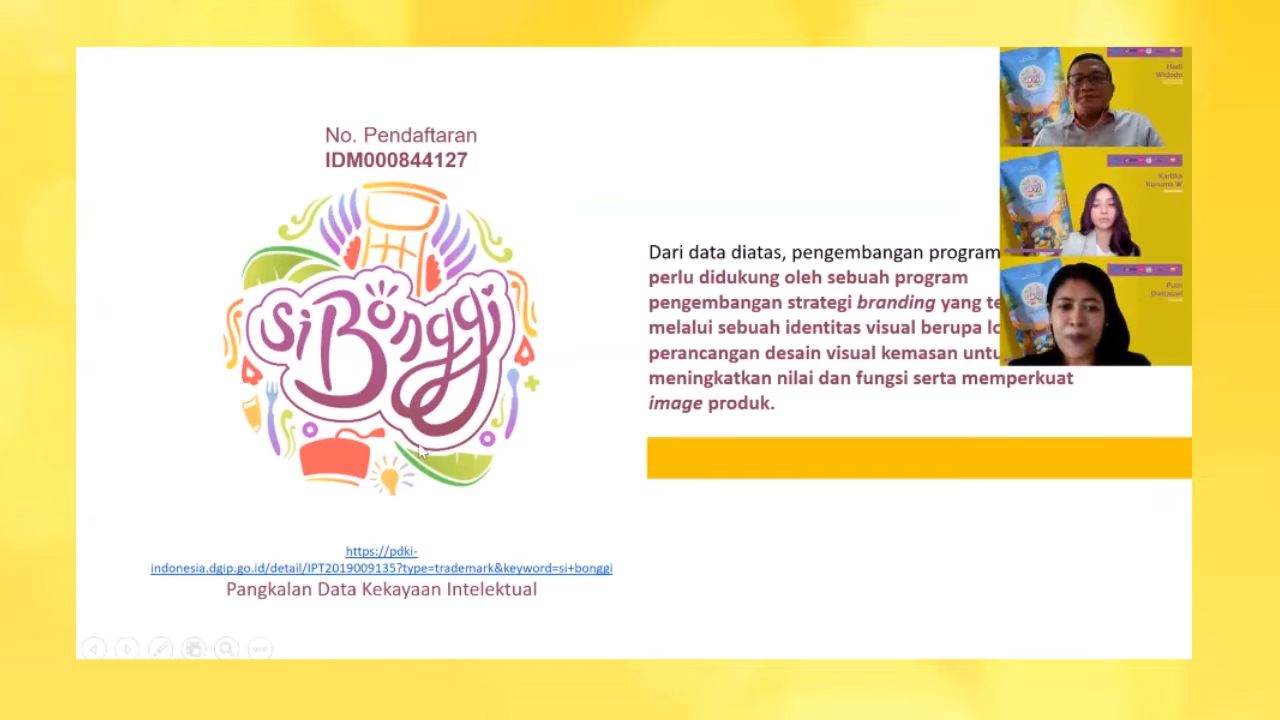 No. Pendaftaran
IDM000844127
si Bonggi
https://pdki-
indonesia.dgip.go.id/detail/IPT2019009135?type=trademark&keyword=si+bonggi
Pangkalan Data Kekayaan Intelektual
Dari data diatas, pengembangan program
perlu didukung oleh sebuah program
pengembangan strategi branding yang
melalui sebuah identitas visual berupa
perancangan desain visual kemasan
meningkatkan nilai dan fungsi serta memperkuat
image produk.
Hadi
Kartika
Kusuma W
Putri
Dwitasari